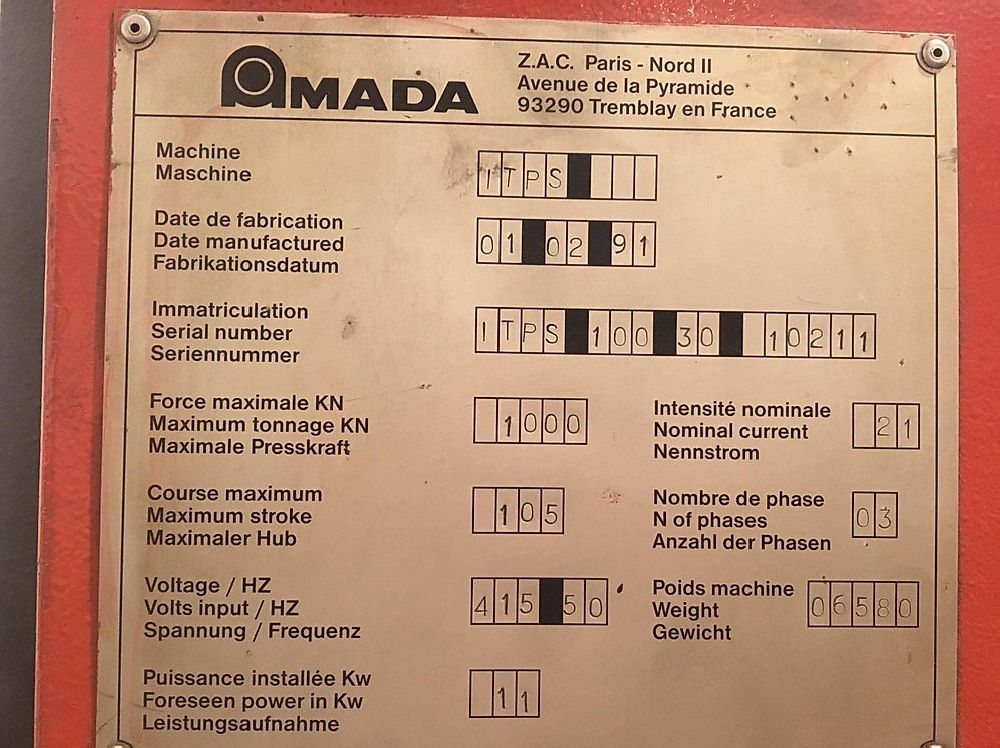 AMADA
Z.A.C. Paris - Nord II
Avenue de la Pyramide
93290 Tremblay en France
Machine
Maschine
ITPS
Date de fabrication
Date manufactured
Fabrikationsdatum
01 02 91
Immatriculation
Serial number
Seriennummer
ITPS 100 30 10211
Force maximale KN
Maximum tonnage KN
Maximale Presskraft
1000
Intensité nominale
Nominal current
Nennstrom
21
Course maximum
Maximum stroke
Maximaler Hub
105
Nombre de phase
N of phases
Anzahl der Phasen
03
Voltage / HZ
Volts input / HZ
Spannung / Frequenz
415 50
Poids machine
Weight
Gewicht
06580
Puissance installée Kw
Foreseen power in Kw
Leistungsaufnahme
11